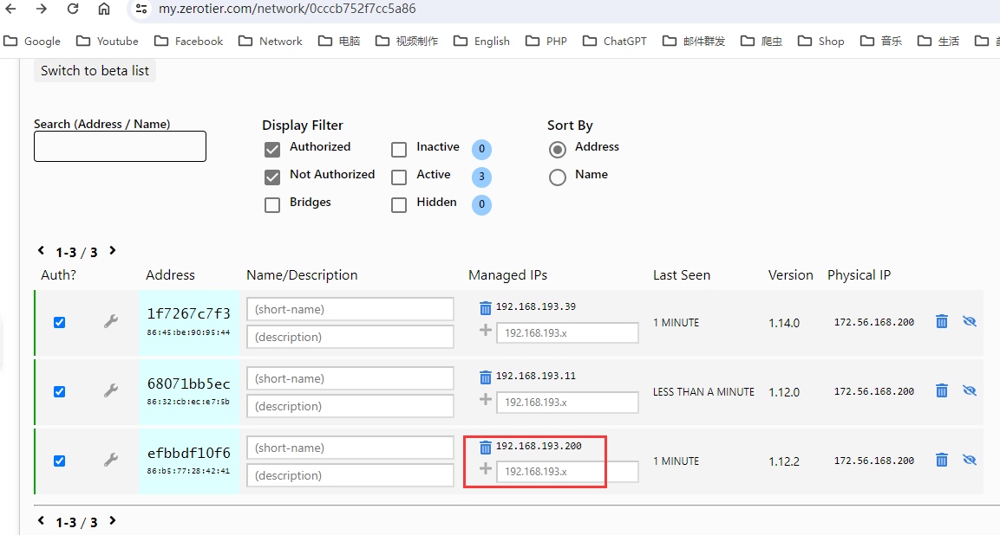 my.zerotier.com/network/0cccb752f7cc5a86
Google Youtube Facebook Network 电脑 视频制作 English PHP ChatGPT 邮件群发 爬虫 Shop 音乐 生活
Switch to beta list
Search (Address / Name) Display Filter Sort By
Authorized Inactive 0 Address
Not Authorized Active 3 Name
Bridges Hidden 0
1-3 / 3
Auth? Address Name/Description Managed IPs Last Seen Version Physical IP
1f7267c7f3 (short-name) 192.168.193.39
86:45:be:90:95:44 (description) 192.168.193.x 1 MINUTE 1.14.0 172.56.168.200
68071bb5ec (short-name) 192.168.193.11
86:32:cb:ec:e7:5b (description) 192.168.193.x LESS THAN A MINUTE 1.12.0 172.56.168.200
efbbdf10f6 (short-name) 192.168.193.200
86:b5:77:28:42:41 (description) 192.168.193.x 1 MINUTE 1.12.2 172.56.168.200
1-3 / 3